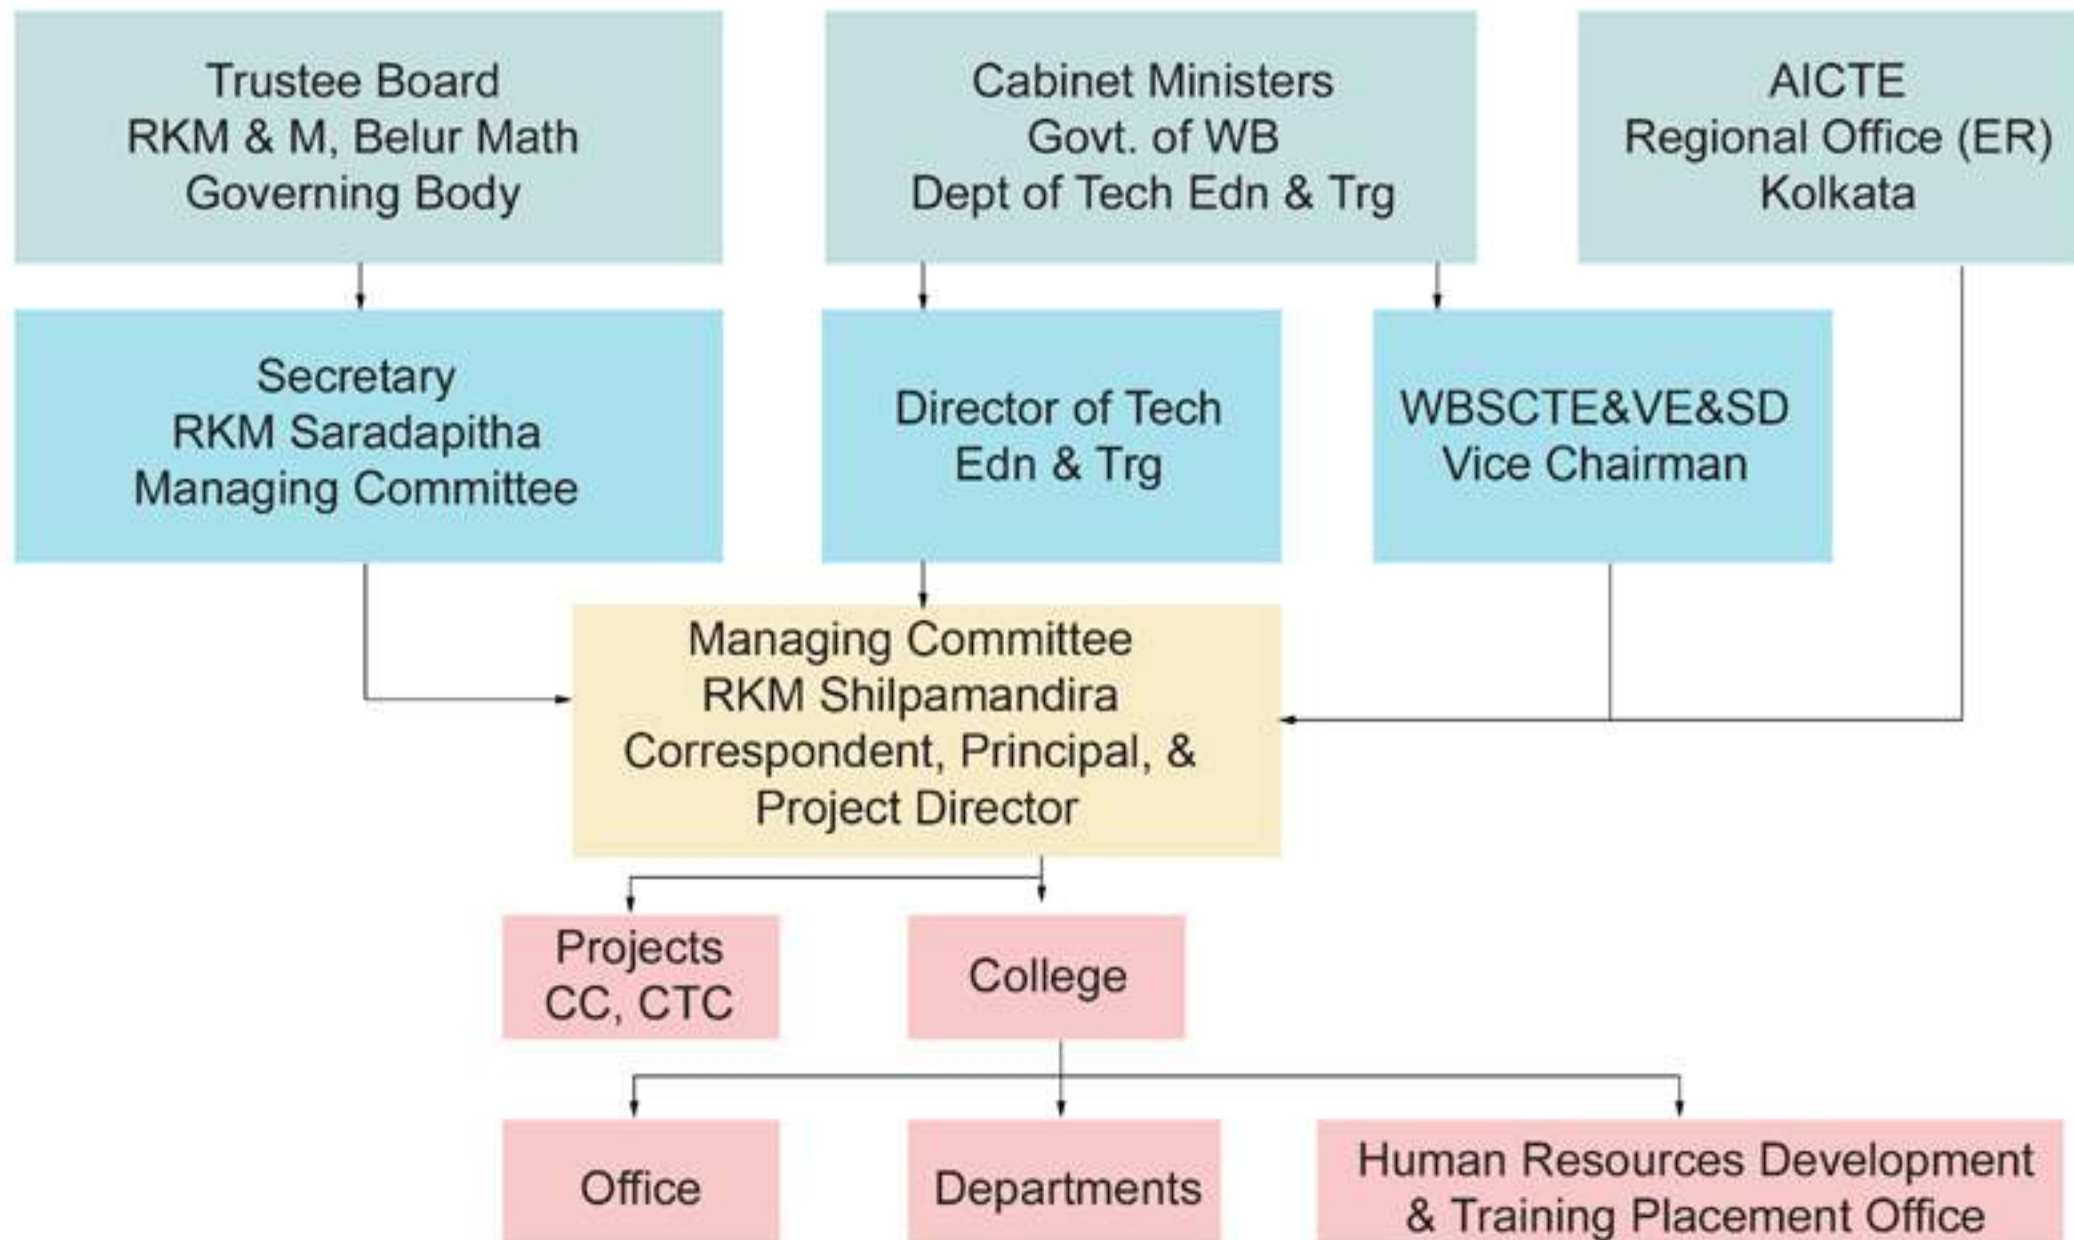 Trustee Board
RKM & M, Belur Math
Governing Body
Cabinet Ministers
Govt. of WB
Dept of Tech Edn & Trg
AICTE
Regional Office (ER)
Kolkata
Secretary
RKM Saradapitha
Managing Committee
Director of Tech
Edn & Trg
WBSCTE&VE&SD
Vice Chairman
Managing Committee
RKM Shilpamandira
Correspondent, Principal, &
Project Director
Projects
CC, CTC
College
Office
Departments
Human Resources Development
& Training Placement Office